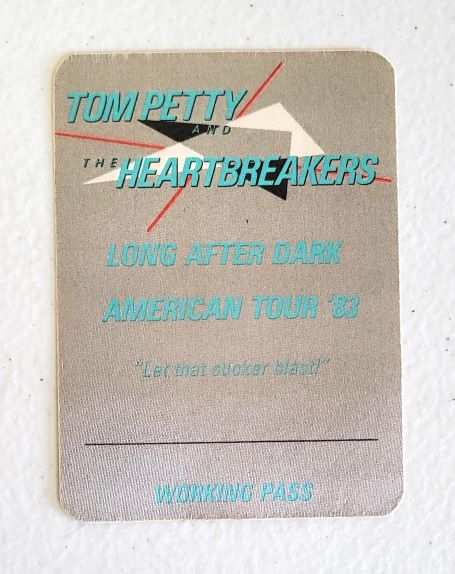 TOM PETTY
AND
THE HEARTBREAKERS
LONG AFTER DARK
AMERICAN TOUR '83
"Let that sucker blast!"
WORKING PASS